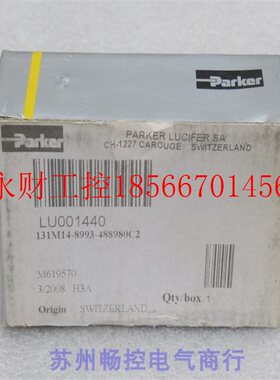 Parker
Parker
PARKER LUCIFER SA
CH-1227 CAROUGE SWITZERLAND
永财工控18566701456
LU001440
131M14-8993-488980C2
M619570
3/2008 H3A
Qty/box 1
Origin SWITZERLAND
苏州畅控电气商行